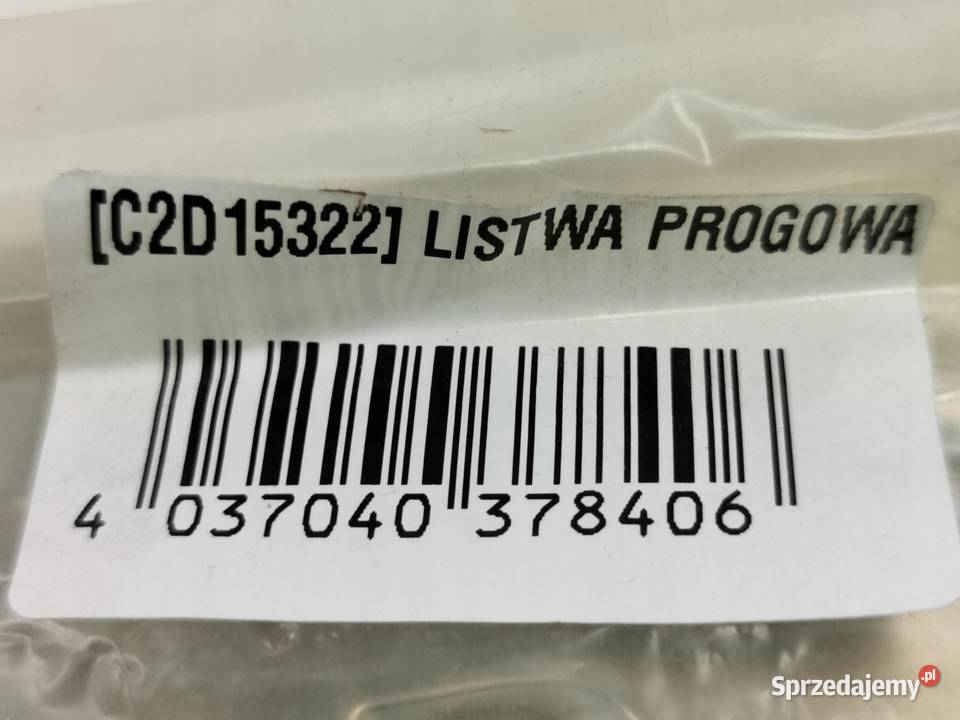 [C2D15322] LISTWA PROGOWA
4 037040 378406
Sprzedajemy.pl